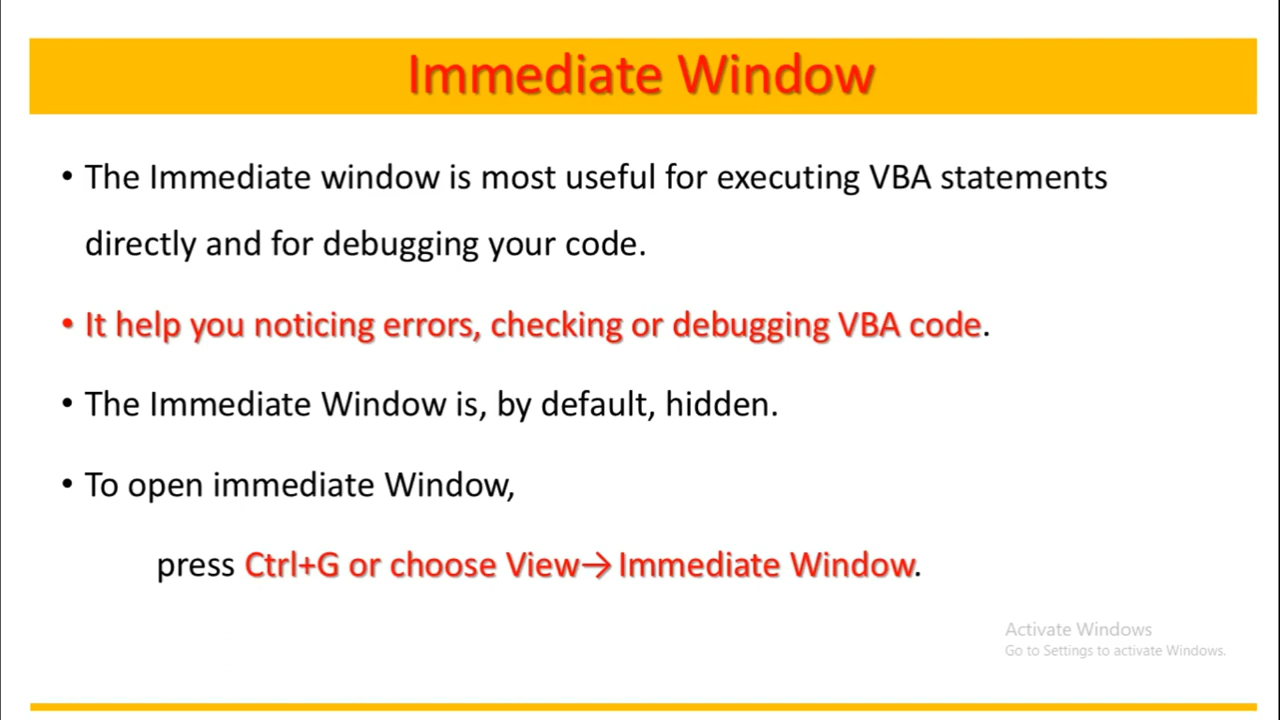 Immediate Window
• The Immediate window is most useful for executing VBA statements
directly and for debugging your code.
• It help you noticing errors, checking or debugging VBA code.
• The Immediate Window is, by default, hidden.
• To open immediate Window,
press Ctrl+G or choose View→Immediate Window.
Activate Windows
Go to Settings to activate Windows.